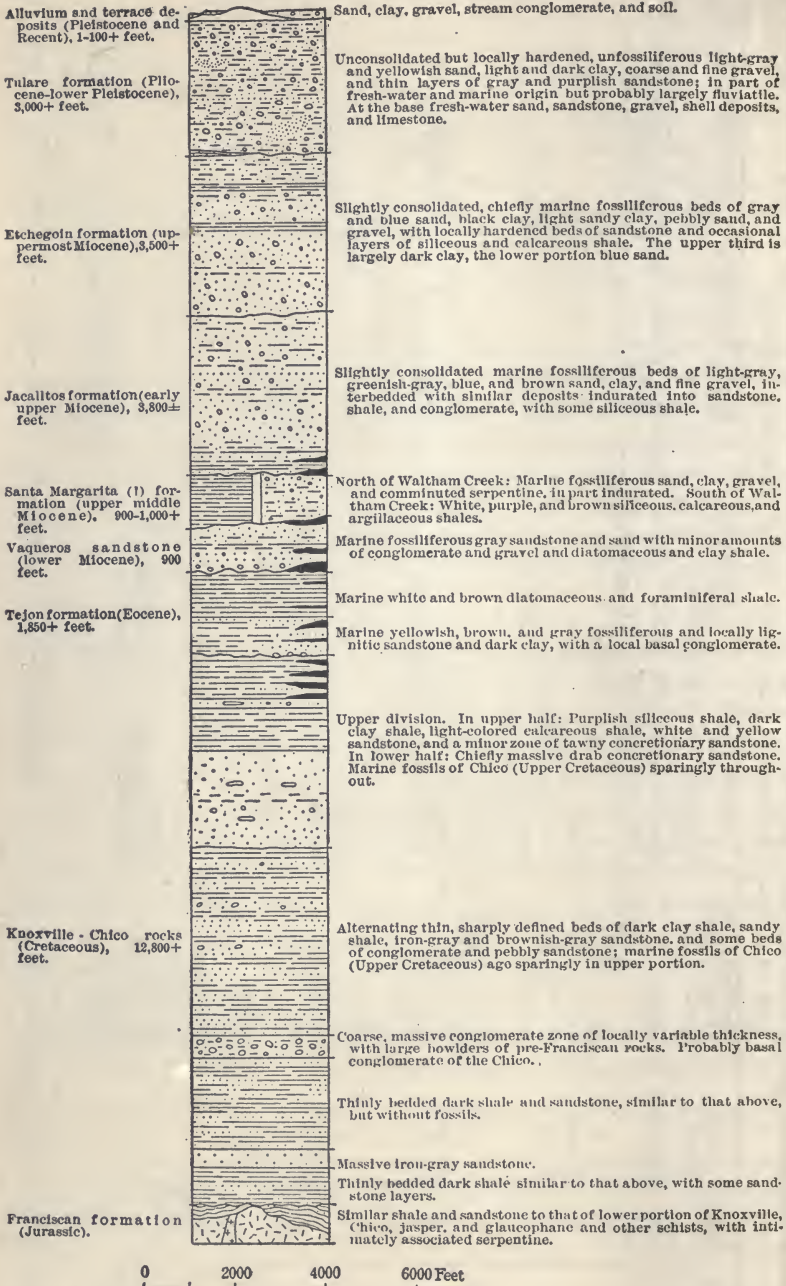 Alluvium and terrace de-
posits (Pleistocene and
Recent), 1-100+ feet.
Sand, clay, gravel, stream conglomerate, and soil.
Tulare formation (Plio-
cene-lower Pleistocene),
3,000+ feet.
Unconsolidated but locally hardened, unfossiliferous light-gray
and yellowish sand, light and dark clay, coarse and fine gravel,
and thin layers of gray and purplish sandstone; in part of
fresh-water and marine origin but probably largely fluviatile.
At the base fresh-water sand, sandstone, gravel, shell deposits,
and limestone.
Etchegoin formation (up-
permost Miocene), 3,500+
feet.
Slightly consolidated, chiefly marine fossiliferous beds of gray
and blue sand, black clay, light sandy clay, pebbly sand, and
gravel, with locally hardened beds of sandstone and occasional
layers of siliceous and calcareous shale. The upper third is
largely dark clay, the lower portion blue sand.
Jacalitos formation (early
upper Miocene), 3,800±
feet.
Slightly consolidated marine fossiliferous beds of light-gray,
greenish-gray, blue, and brown sand, clay, and fine gravel, in-
terbedded with similar deposits indurated into sandstone,
shale, and conglomerate, with some siliceous shale.
Santa Margarita (?) for-
mation (upper middle
Miocene), 900-1,000+
feet.
North of Waltham Creek: Marine fossiliferous sand, clay, gravel,
and comminuted serpentine, in part indurated. South of Wal-
tham Creek: White, purple, and brown siliceous, calcareous, and
argillaceous shales.
Vaqueros sandstone
(lower Miocene), 900
feet.
Marine fossiliferous gray sandstone and sand with minor amounts
of conglomerate and gravel and diatomaceous and clay shale.
Tejon formation (Eocene),
1,850+ feet.
Marine white and brown diatomaceous and foraminiferal shale.
Marine yellowish, brown, and gray fossiliferous and locally lig-
nitic sandstone and dark clay, with a local basal conglomerate.
Knoxville - Chico rocks
(Cretaceous), 12,800+
feet.
Upper division. In upper half: Purplish siliceous shale, dark
clay shale, light-colored calcareous shale, white and yellow
sandstone, and a minor zone of tawny concretionary sandstone.
In lower half: Chiefly massive drab concretionary sandstone.
Marine fossils of Chico (Upper Cretaceous) sparingly through-
out.
Alternating thin, sharply defined beds of dark clay shale, sandy
shale, iron-gray and brownish-gray sandstone, and some beds
of conglomerate and pebbly sandstone; marine fossils of Chico
(Upper Cretaceous) age sparingly in upper portion.
Coarse, massive conglomerate zone of locally variable thickness,
with large bowlders of pre-Franciscan rocks. Probably basal
conglomerate of the Chico.
Thinly bedded dark shale and sandstone, similar to that above,
but without fossils.
Massive iron-gray sandstone.
Thinly bedded dark shale similar to that above, with some sand-
stone layers.
Franciscan formation
(Jurassic).
Similar shale and sandstone to that of lower portion of Knoxville,
Chico, jasper, and glaucophane and other schists, with inti-
mately associated serpentine.
0 2000 4000 6000 Feet